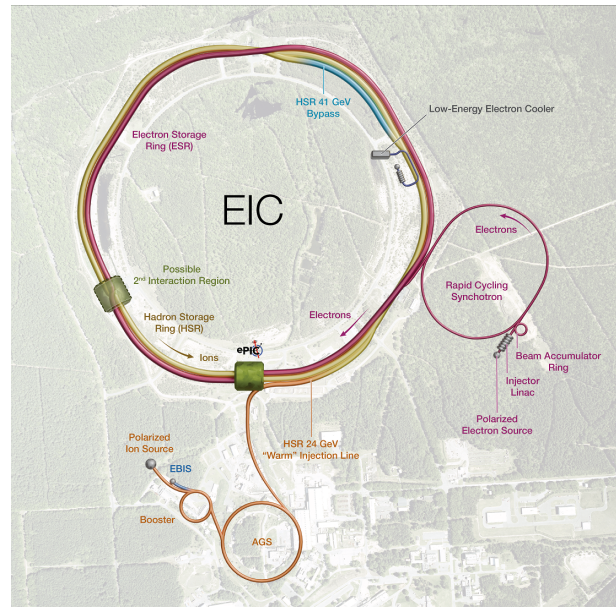 HSR 41 GeV
Bypass
Low-Energy Electron Cooler
Electron Storage
Ring (ESR)
EIC
Electrons
Possible
2nd Interaction Region
Rapid Cycling
Synchotron
Hadron Storage
Ring (HSR)
Electrons
Ions
ePIC
Beam Accumulator
Ring
Injector
Linac
Polarized
Electron Source
HSR 24 GeV
"Warm" Injection Line
Polarized
Ion Source
EBIS
Booster
AGS